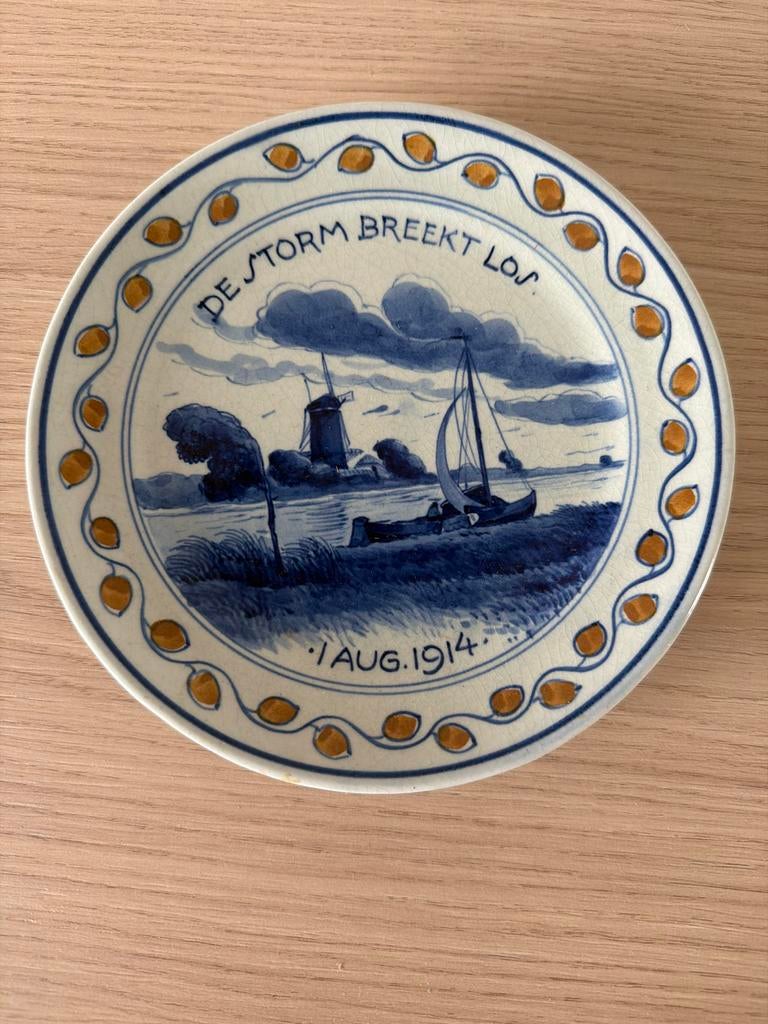 DE STORM BREEKT LOS.
·1 AUG. 1914·